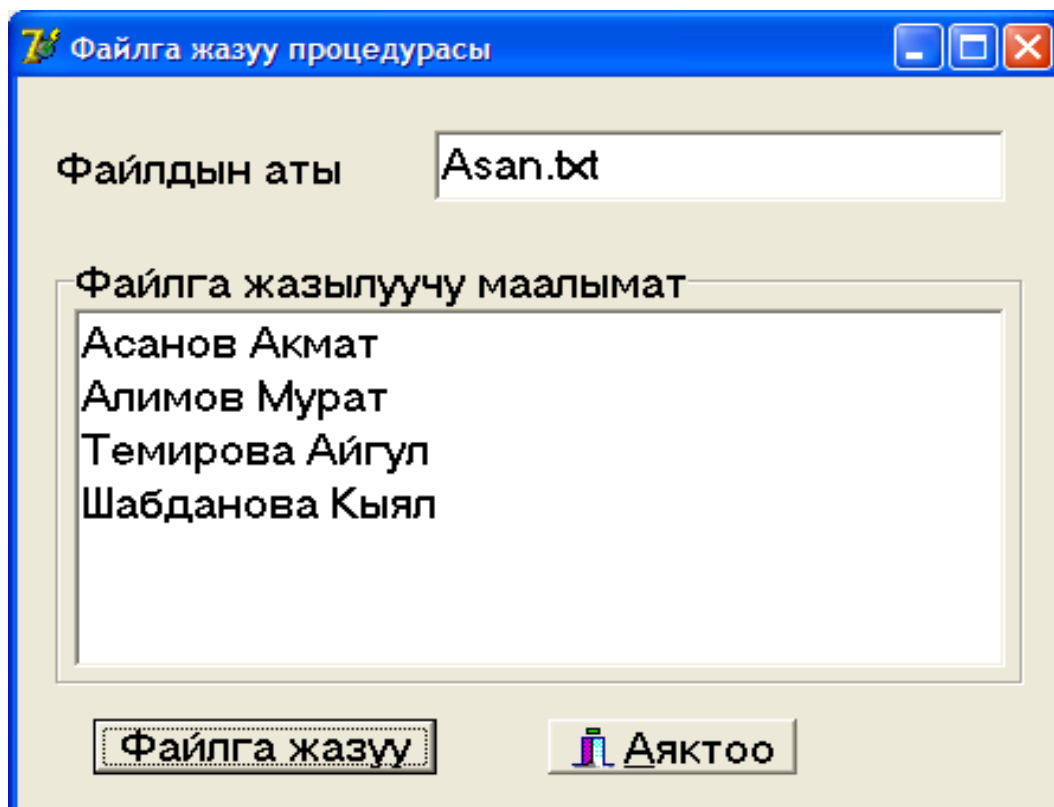 Файлга жазуу процедурасы
Файлдын аты
Asan.txt
Файлга жазылуучу маалымат
Асанов Акмат
Алимов Мурат
Темирова Айгул
Шабданова Кыял
Файлга жазуу
Аяктоо